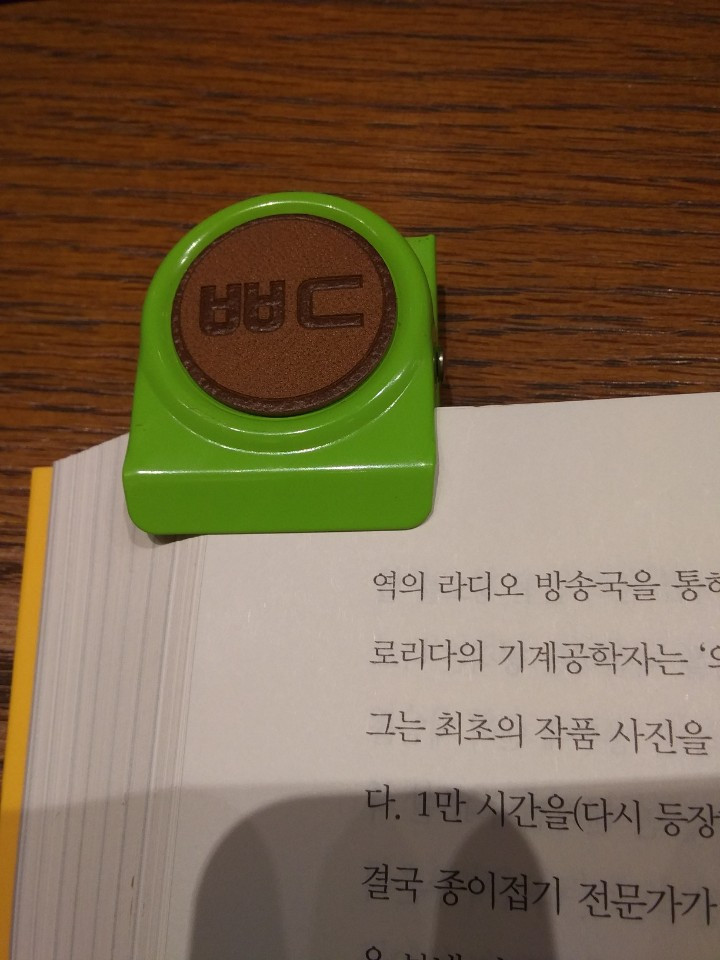 ㅃㄷ
역의 라디오 방송국을
로리다의 기계공학자는
그는 최초의 작품 사진을
다. 1만 시간을(다시 등장
결국 종이접기 전문가가